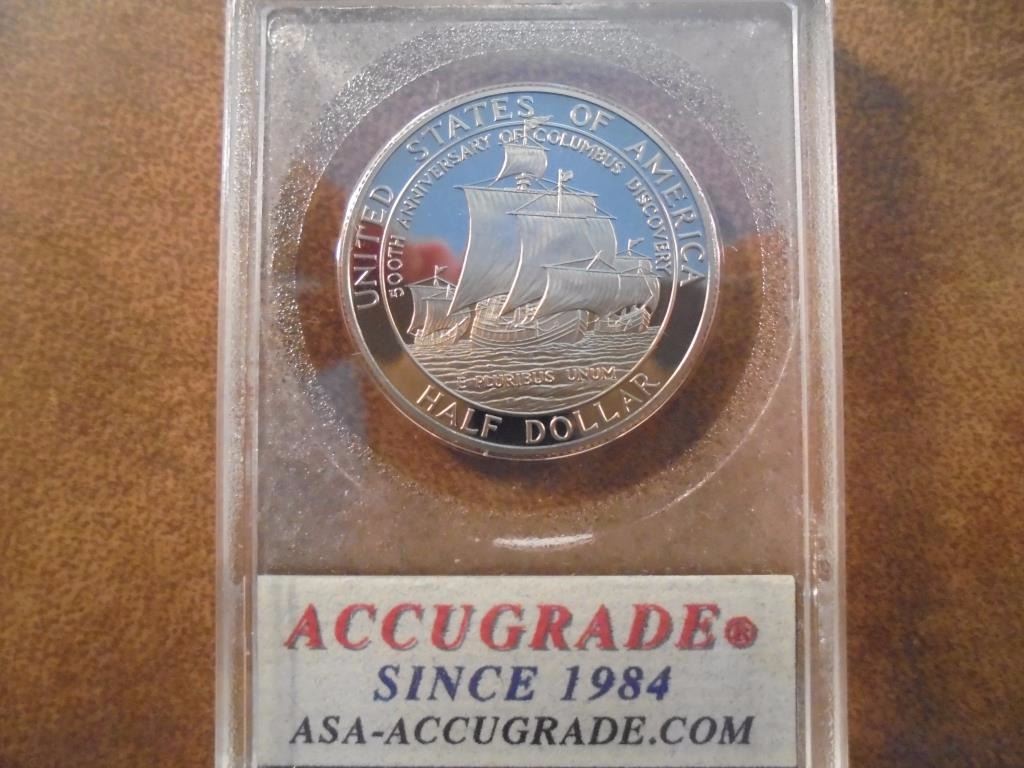 UNITED STATES OF AMERICA
500TH ANNIVERSARY OF COLUMBUS DISCOVERY
E PLURIBUS UNUM
HALF DOLLAR
ACCUGRADE®
SINCE 1984
ASA-ACCUGRADE.COM